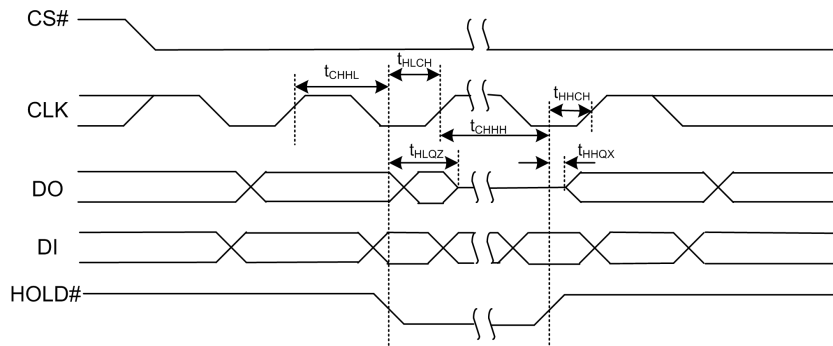 CS#
tHLCH
tCHHL
tHHCH
CLK
tCHHH
tHLQZ
tHHQX
DO
DI
HOLD#